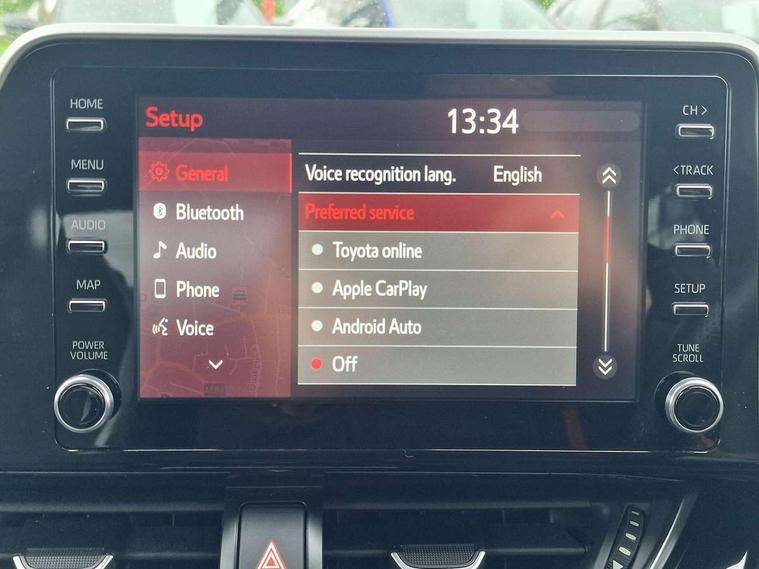 HOME
MENU
AUDIO
MAP
POWER
VOLUME
Setup
13:34
General
Bluetooth
Audio
Phone
Voice
Voice recognition lang. English
Preferred service
Toyota online
Apple CarPlay
Android Auto
Off
CH >
<TRACK
PHONE
SETUP
TUNE
SCROLL